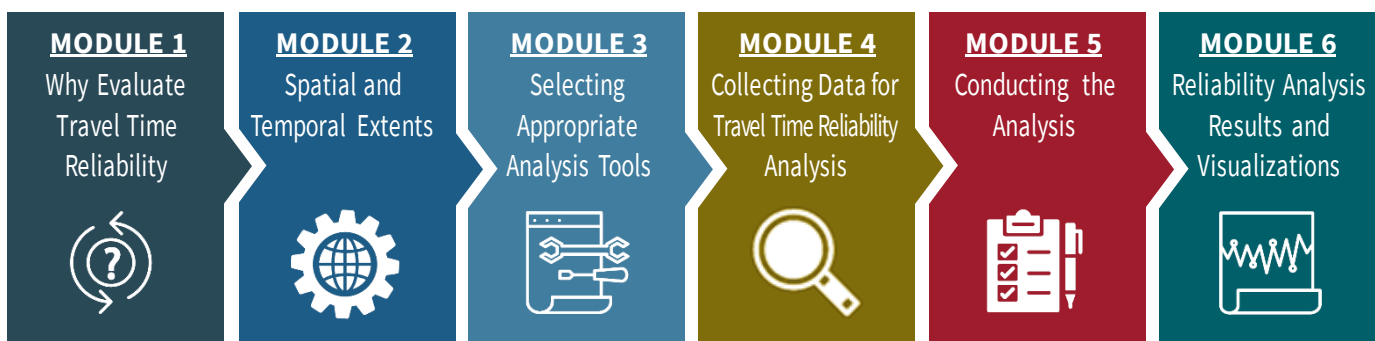 MODULE 1
Why Evaluate
Travel Time
Reliability
MODULE 2
Spatial and
Temporal Extents
MODULE 3
Selecting
Appropriate
Analysis Tools
MODULE 4
Collecting Data for
Travel Time Reliability
Analysis
MODULE 5
Conducting the
Analysis
MODULE 6
Reliability Analysis
Results and
Visualizations
?